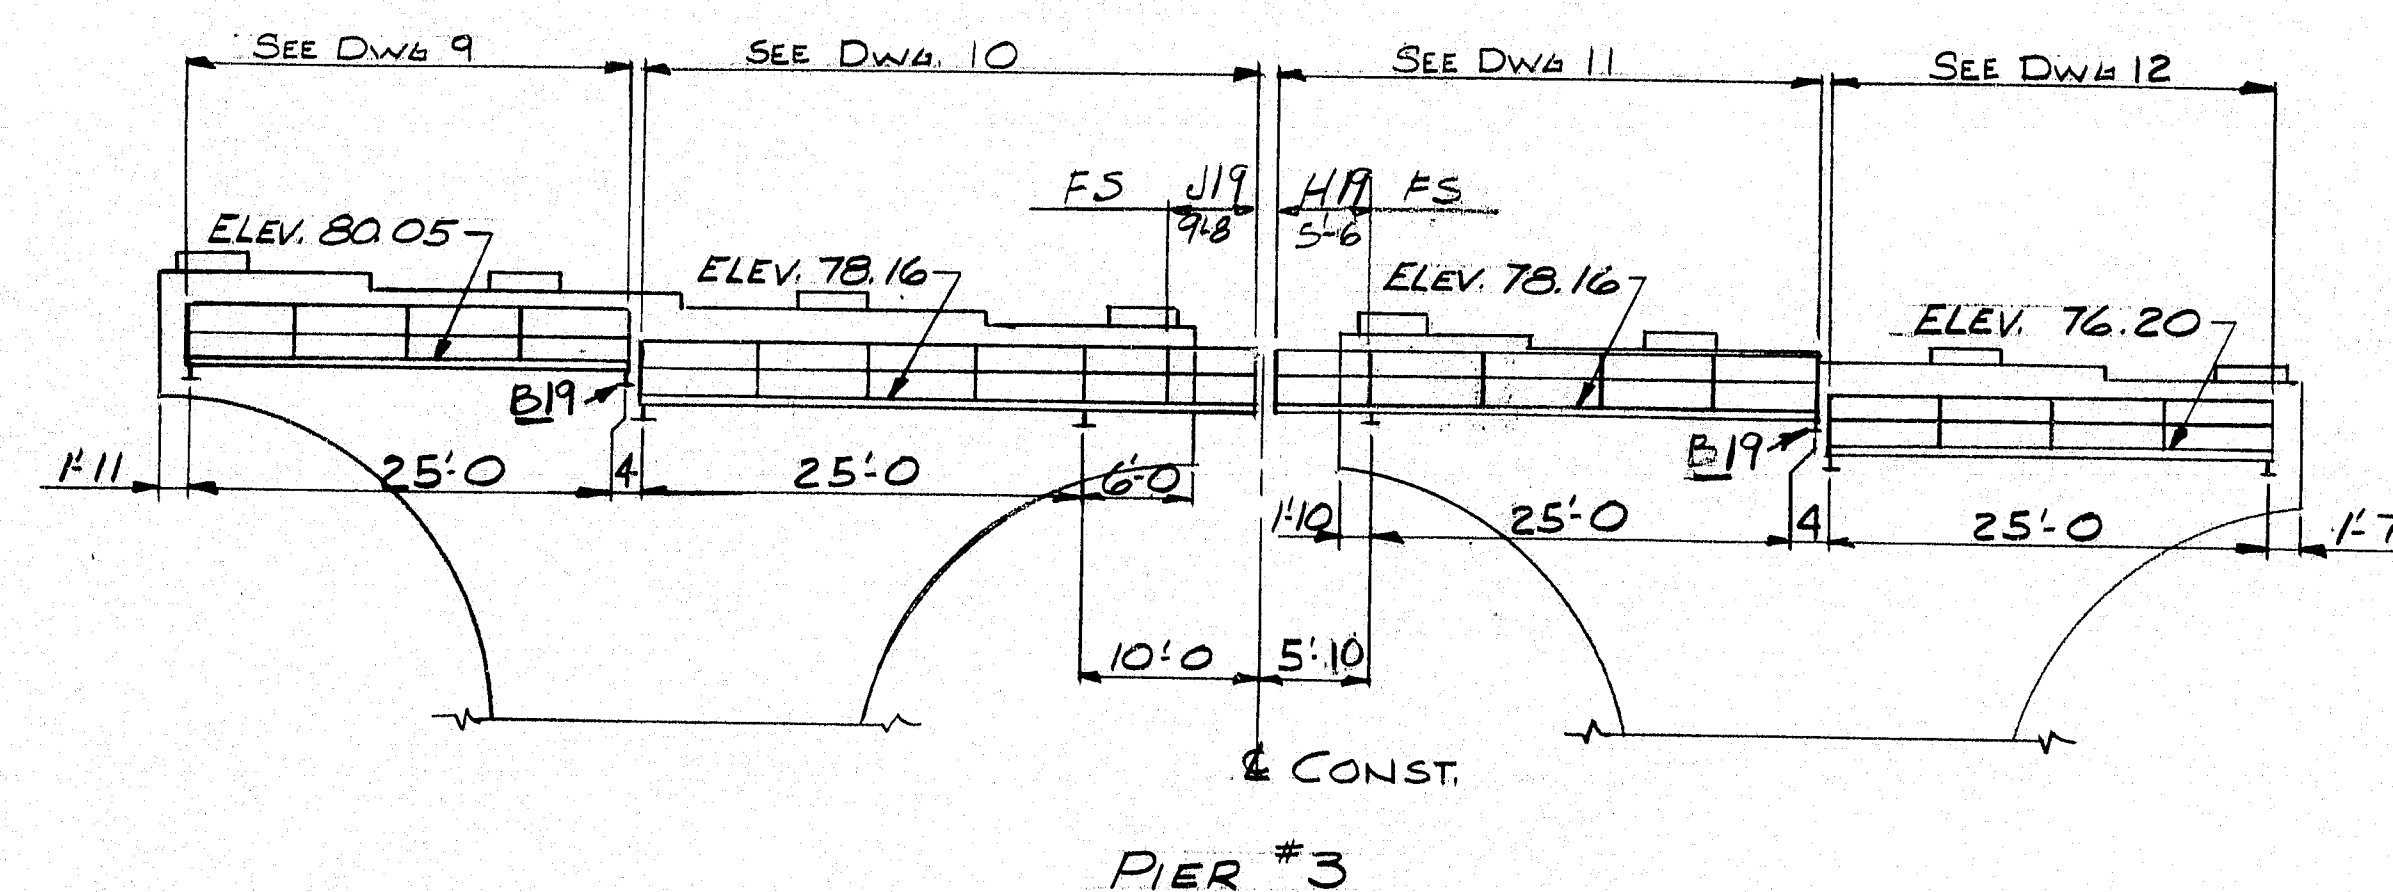 SEE DWG 9
SEE DWG. 10
SEE DWG 11
SEE DWG 12
FS J19 H19 FS
9'-8 5'-6
ELEV. 80.05
ELEV. 78.16
ELEV. 78.16
ELEV. 76.20
B19
B19
1'-11 25'-0 4 25'-0 6'-0
1'-10 25'-0 4 25'-0 1'-7
10'-0 5'-10
℄ CONST.
PIER #3